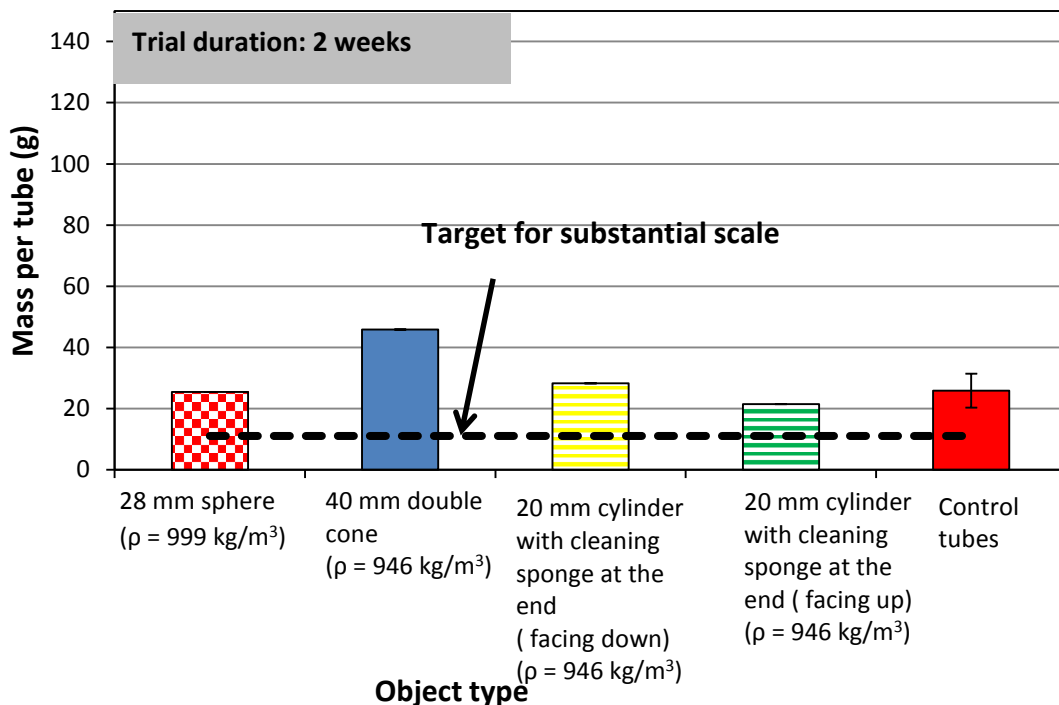 Trial duration: 2 weeks
140
120
100
80
60
40
20
0
Mass per tube (g)
Target for substantial scale
28 mm sphere
(ρ = 999 kg/m³)
40 mm double
cone
(ρ = 946 kg/m³)
20 mm cylinder
with cleaning
sponge at the
end
( facing down)
(ρ = 946 kg/m³)
20 mm cylinder
with cleaning
sponge at the
end ( facing up)
(ρ = 946 kg/m³)
Control
tubes
Object type